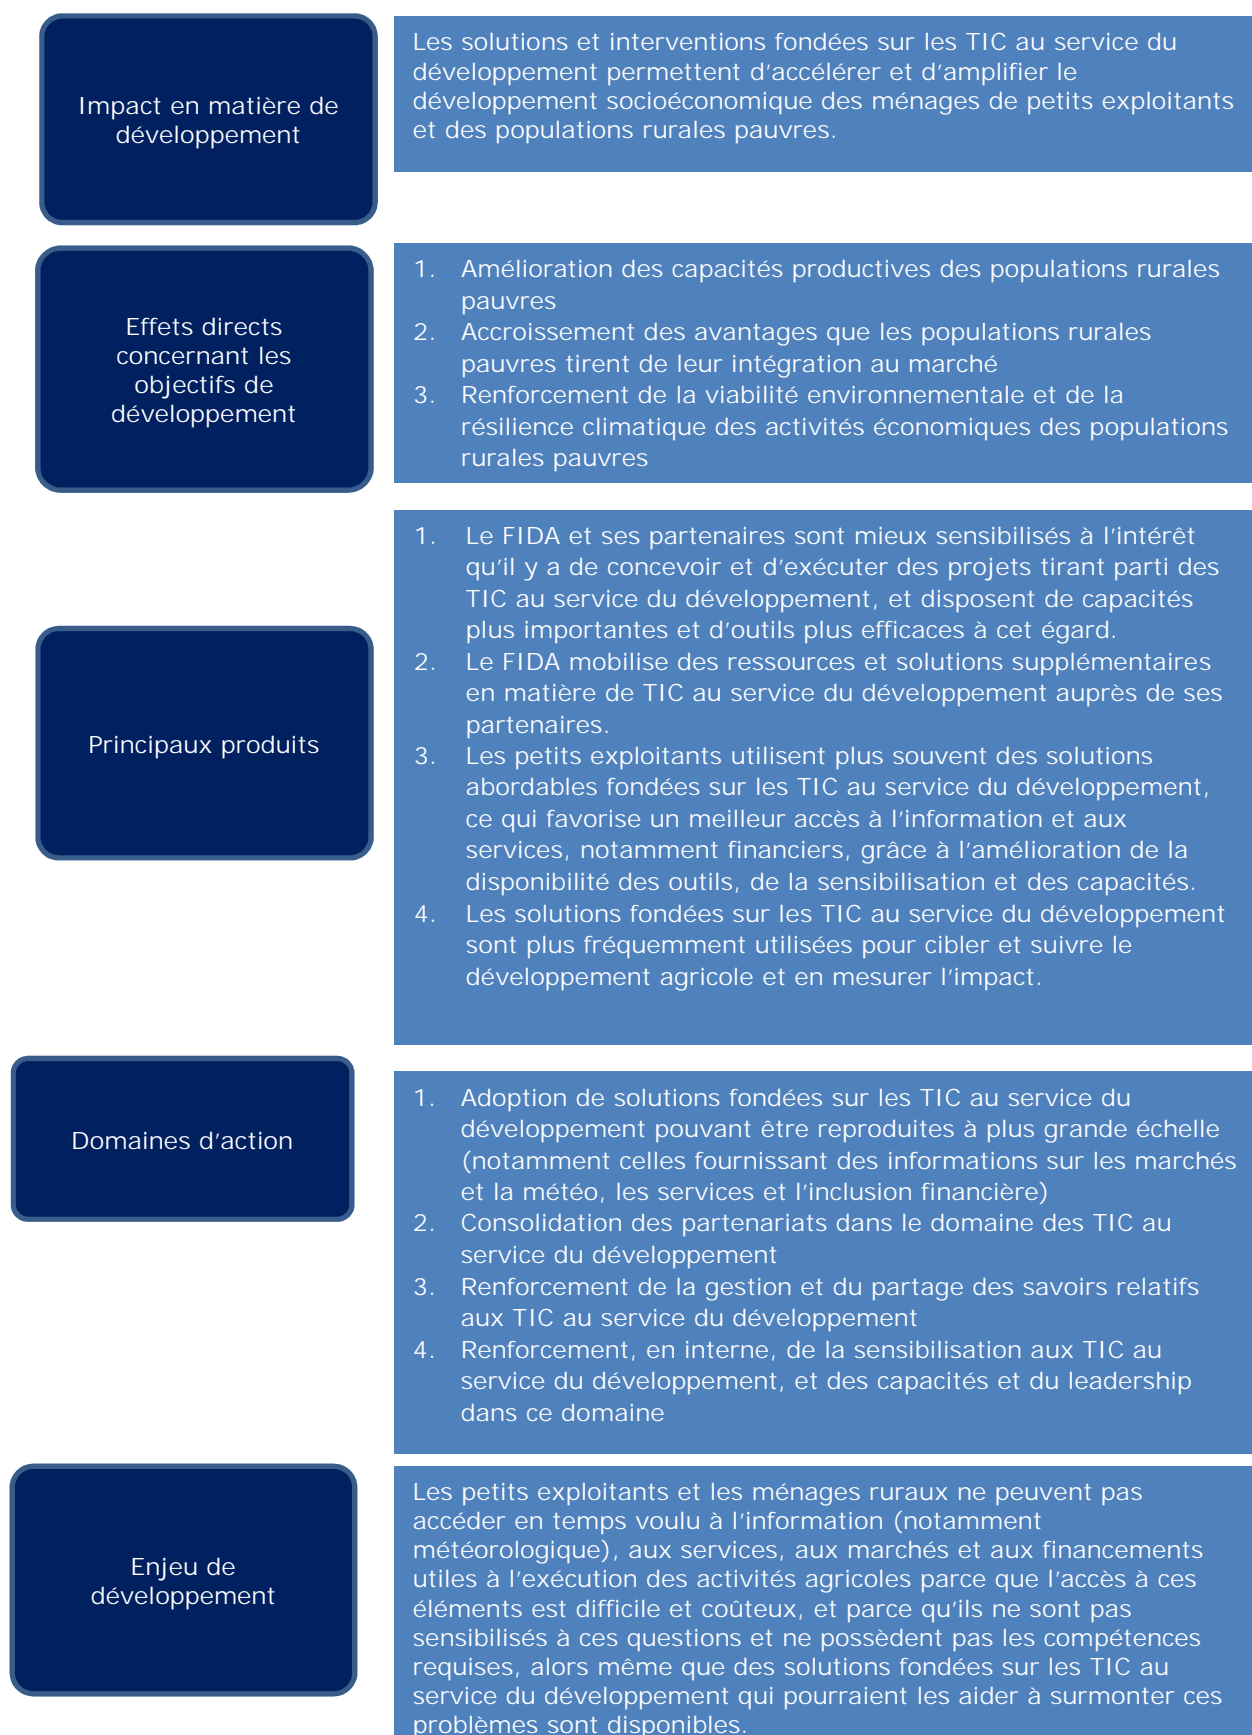 Impact en matière de
développement
Les solutions et interventions fondées sur les TIC au service du
développement permettent d'accélérer et d'amplifier le
développement socioéconomique des ménages de petits exploitants
et des populations rurales pauvres.
Effets directs
concernant les
objectifs de
développement
1. Amélioration des capacités productives des populations rurales
pauvres
2. Accroissement des avantages que les populations rurales
pauvres tirent de leur intégration au marché
3. Renforcement de la viabilité environnementale et de la
résilience climatique des activités économiques des populations
rurales pauvres
Principaux produits
1. Le FIDA et ses partenaires sont mieux sensibilisés à l'intérêt
qu'il y a de concevoir et d'exécuter des projets tirant parti des
TIC au service du développement, et disposent de capacités
plus importantes et d'outils plus efficaces à cet égard.
2. Le FIDA mobilise des ressources et solutions supplémentaires
en matière de TIC au service du développement auprès de ses
partenaires.
3. Les petits exploitants utilisent plus souvent des solutions
abordables fondées sur les TIC au service du développement,
ce qui favorise un meilleur accès à l'information et aux
services, notamment financiers, grâce à l'amélioration de la
disponibilité des outils, de la sensibilisation et des capacités.
4. Les solutions fondées sur les TIC au service du développement
sont plus fréquemment utilisées pour cibler et suivre le
développement agricole et en mesurer l'impact.
Domaines d'action
1. Adoption de solutions fondées sur les TIC au service du
développement pouvant être reproduites à plus grande échelle
(notamment celles fournissant des informations sur les marchés
et la météo, les services et l'inclusion financière)
2. Consolidation des partenariats dans le domaine des TIC au
service du développement
3. Renforcement de la gestion et du partage des savoirs relatifs
aux TIC au service du développement
4. Renforcement, en interne, de la sensibilisation aux TIC au
service du développement, et des capacités et du leadership
dans ce domaine
Enjeu de
développement
Les petits exploitants et les ménages ruraux ne peuvent pas
accéder en temps voulu à l'information (notamment
météorologique), aux services, aux marchés et aux financements
utiles à l'exécution des activités agricoles parce que l'accès à ces
éléments est difficile et coûteux, et parce qu'ils ne sont pas
sensibilisés à ces questions et ne possèdent pas les compétences
requises, alors même que des solutions fondées sur les TIC au
service du développement qui pourraient les aider à surmonter ces
problèmes sont disponibles.